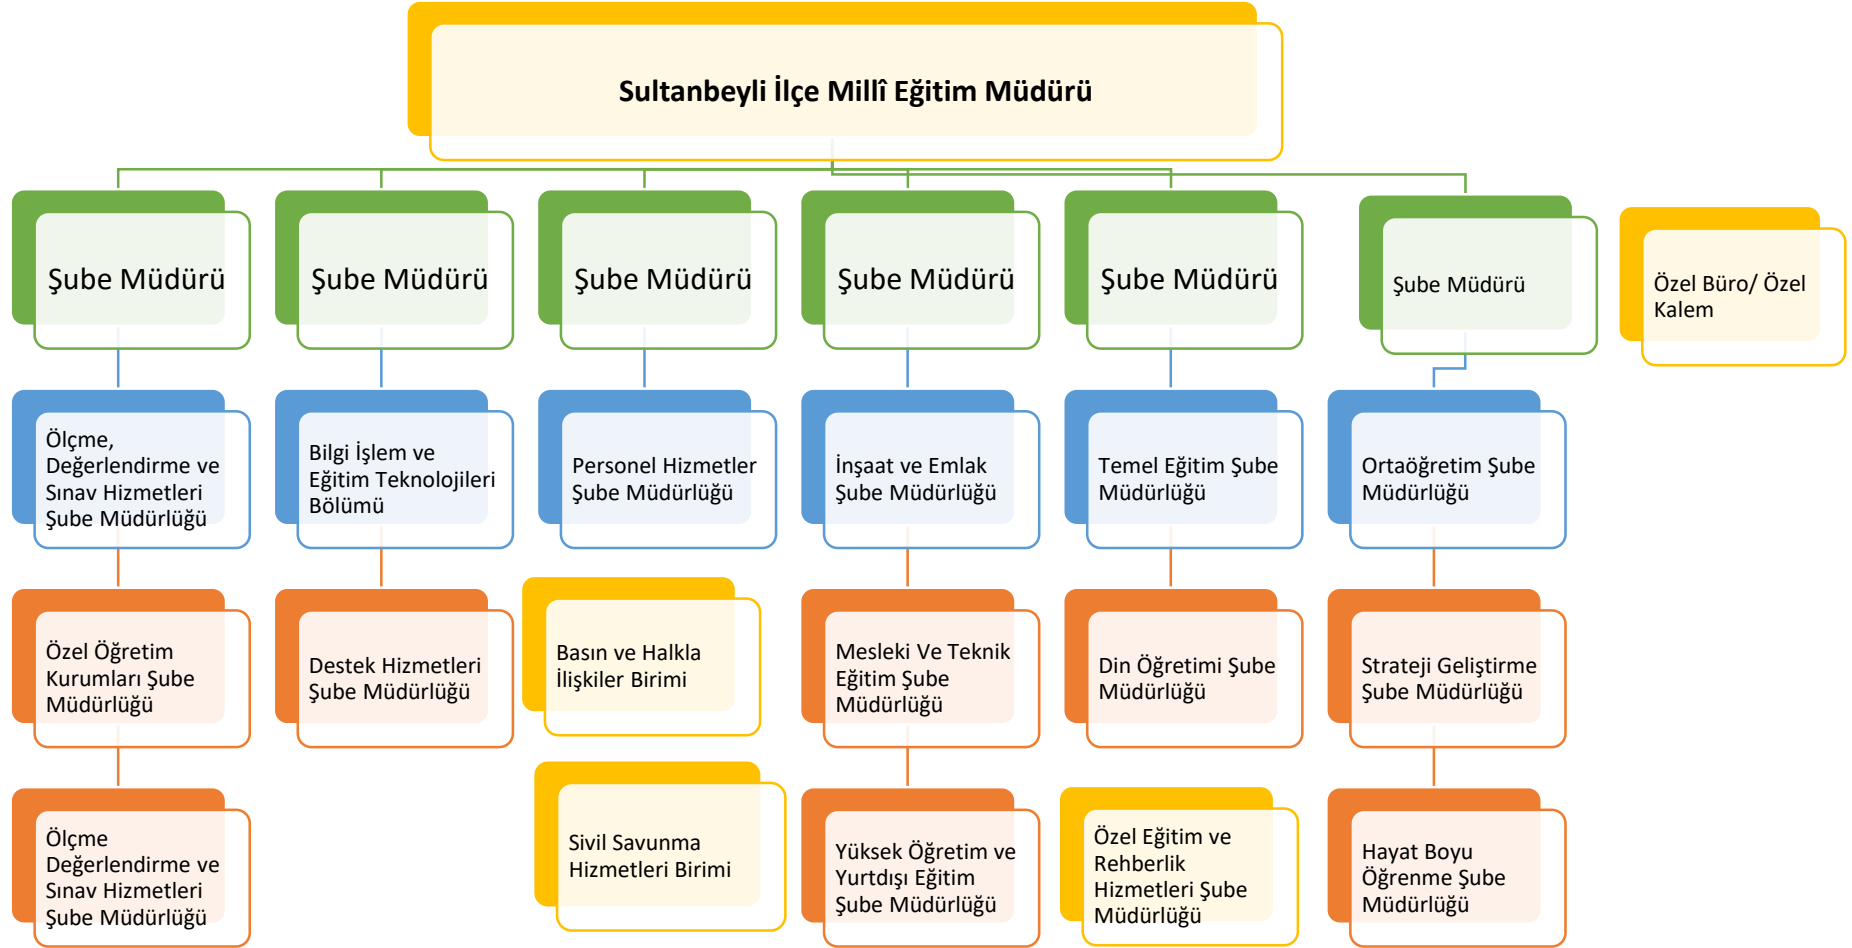 Sultanbeyli İlçe Millî Eğitim Müdürü
Şube Müdürü
Şube Müdürü
Şube Müdürü
Şube Müdürü
Şube Müdürü
Şube Müdürü
Özel Büro/ Özel
Kalem
Ölçme,
Değerlendirme ve
Sınav Hizmetleri
Şube Müdürlüğü
Bilgi İşlem ve
Eğitim Teknolojileri
Bölümü
Personel Hizmetler
Şube Müdürlüğü
İnşaat ve Emlak
Şube Müdürlüğü
Temel Eğitim Şube
Müdürlüğü
Ortaöğretim Şube
Müdürlüğü
Özel Öğretim
Kurumları Şube
Müdürlüğü
Destek Hizmetleri
Şube Müdürlüğü
Basın ve Halkla
İlişkiler Birimi
Mesleki Ve Teknik
Eğitim Şube
Müdürlüğü
Din Öğretimi Şube
Müdürlüğü
Strateji Geliştirme
Şube Müdürlüğü
Ölçme
Değerlendirme ve
Sınav Hizmetleri
Şube Müdürlüğü
Sivil Savunma
Hizmetleri Birimi
Yüksek Öğretim ve
Yurtdışı Eğitim
Şube Müdürlüğü
Özel Eğitim ve
Rehberlik
Hizmetleri Şube
Müdürlüğü
Hayat Boyu
Öğrenme Şube
Müdürlüğü